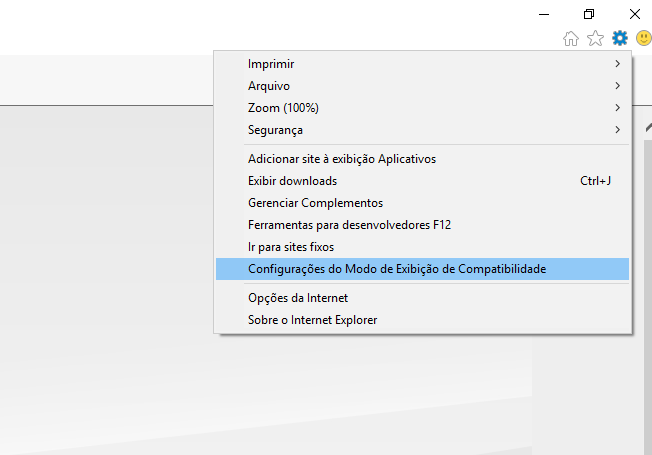 Imprimir
Arquivo
Zoom (100%)
Segurança
Adicionar site à exibição Aplicativos
Exibir downloads Ctrl+J
Gerenciar Complementos
Ferramentas para desenvolvedores F12
Ir para sites fixos
Configurações do Modo de Exibição de Compatibilidade
Opções da Internet
Sobre o Internet Explorer